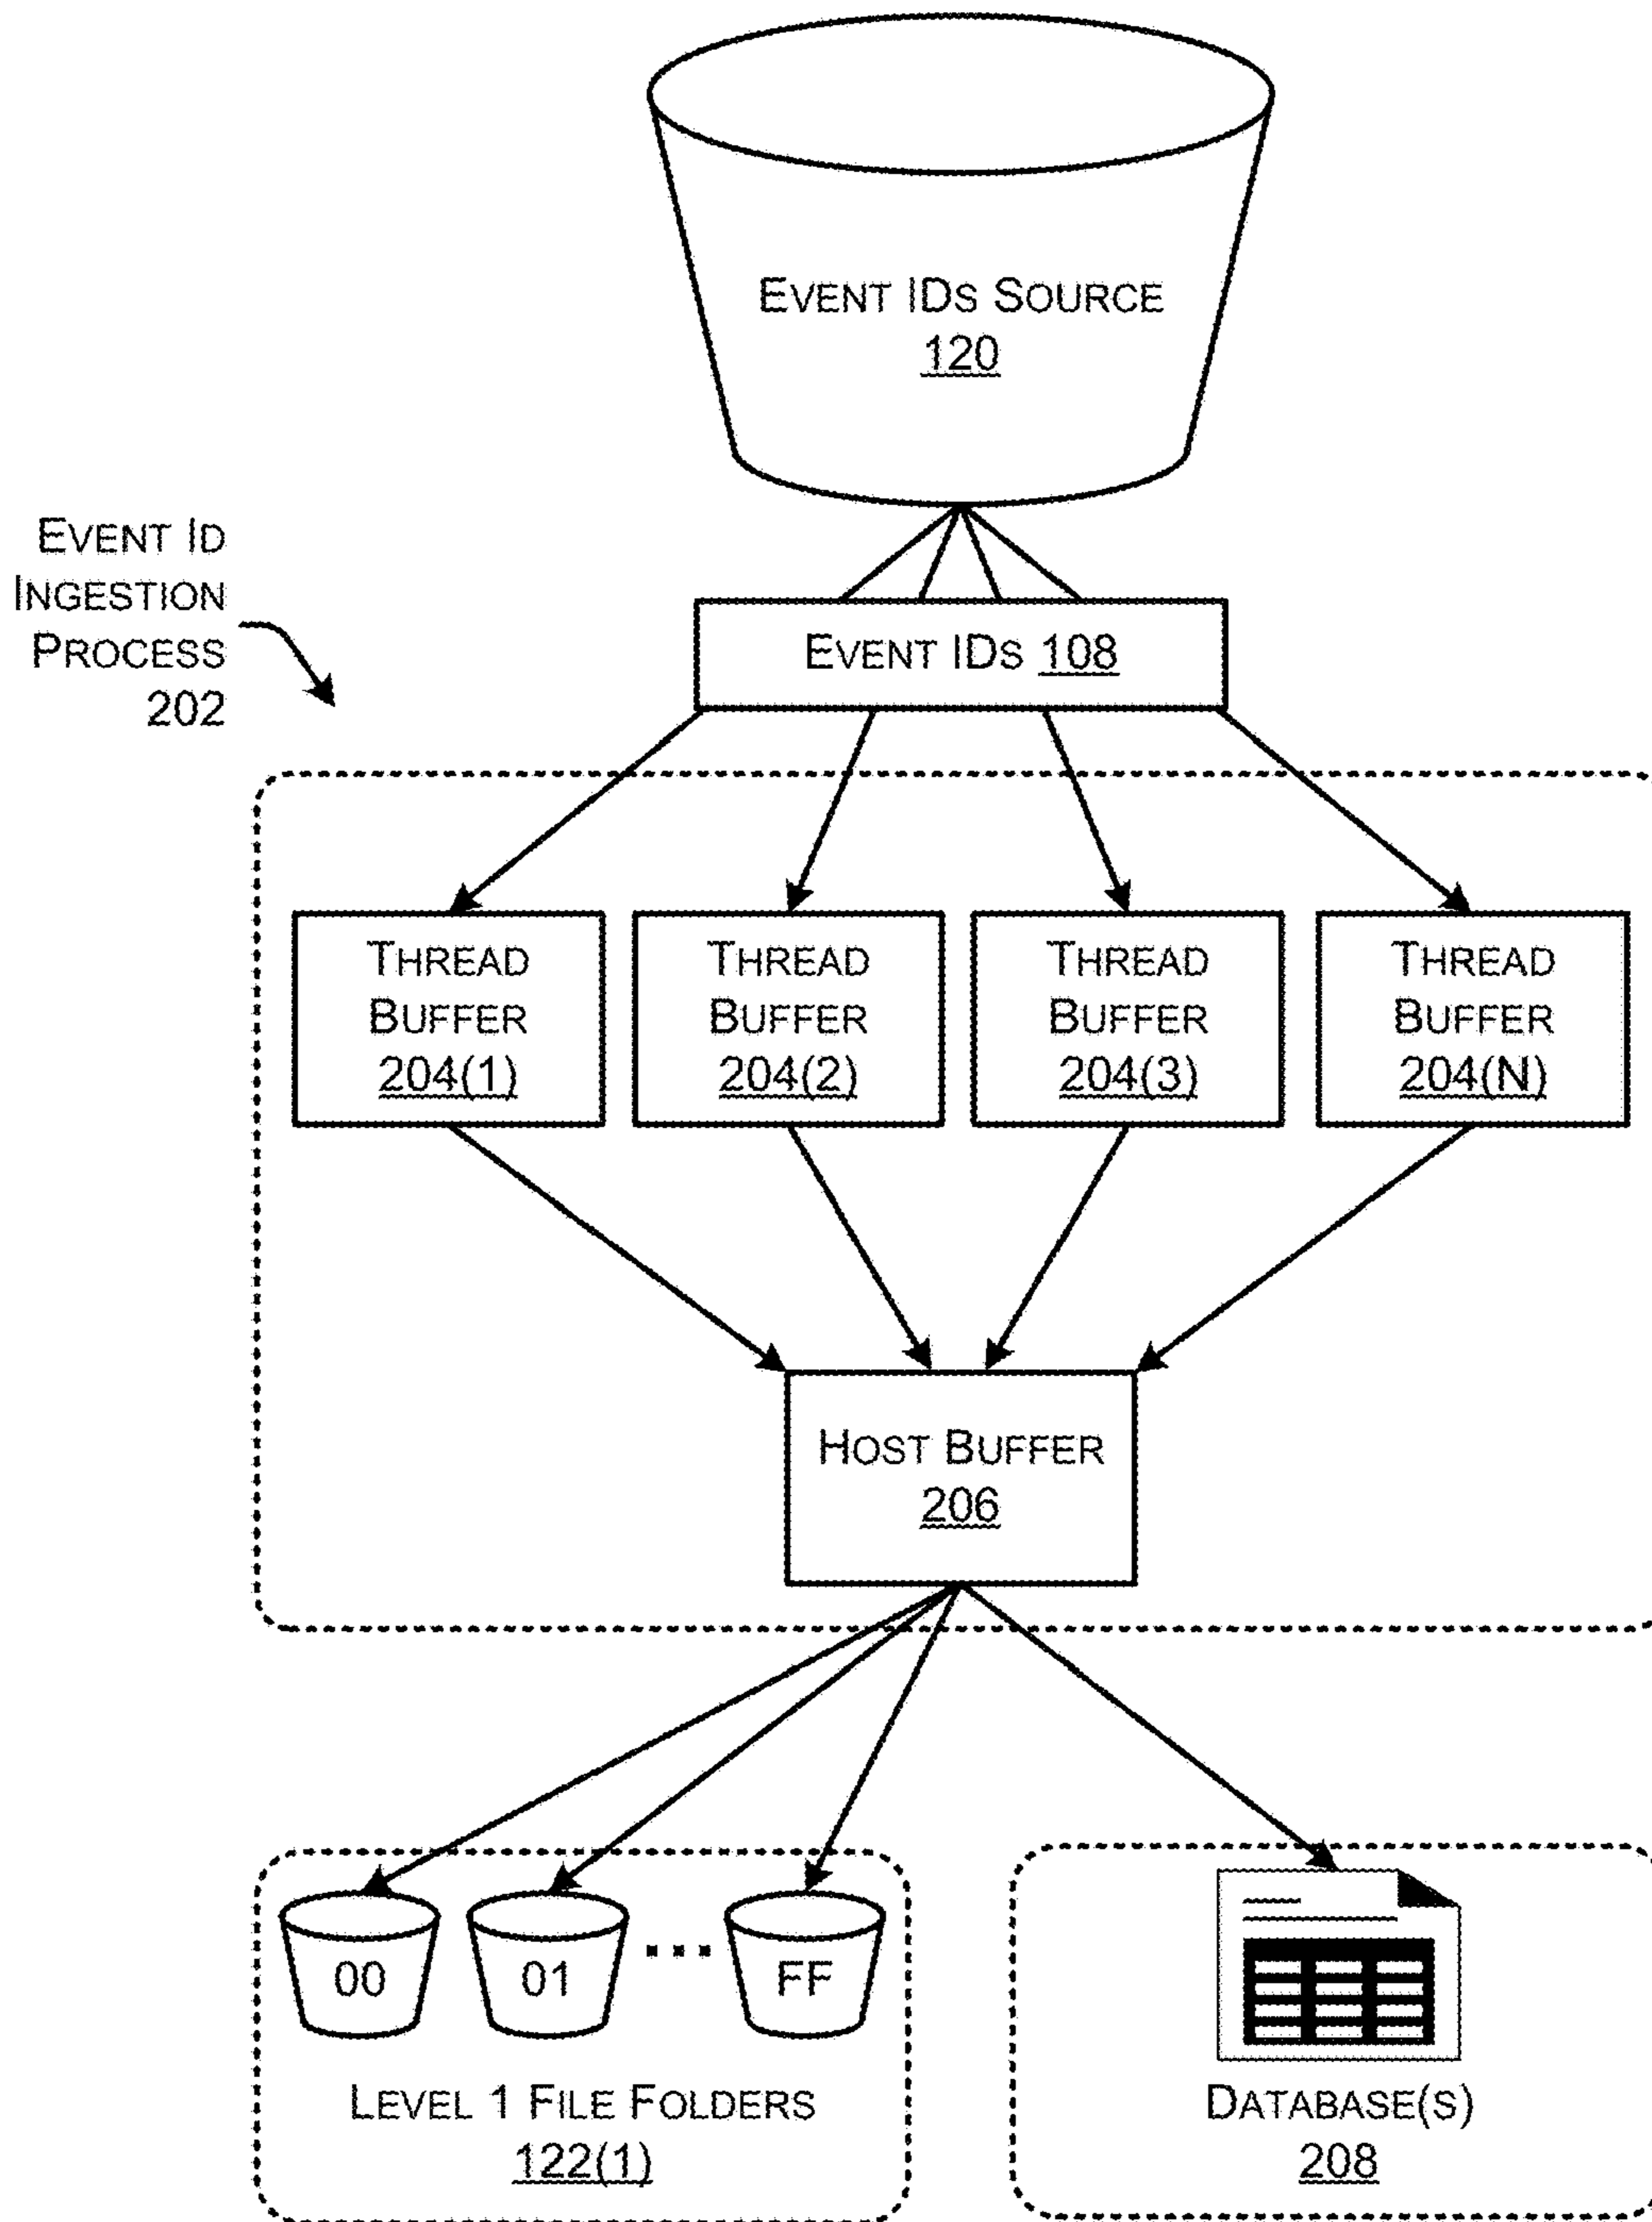 EVENT IDS SOURCE
120
EVENT ID
INGESTION
PROCESS
202
EVENT IDS 108
THREAD
BUFFER
204(1)
THREAD
BUFFER
204(2)
THREAD
BUFFER
204(3)
THREAD
BUFFER
204(N)
HOST BUFFER
206
00
01
...
FF
LEVEL 1 FILE FOLDERS
122(1)
DATABASE(S)
208